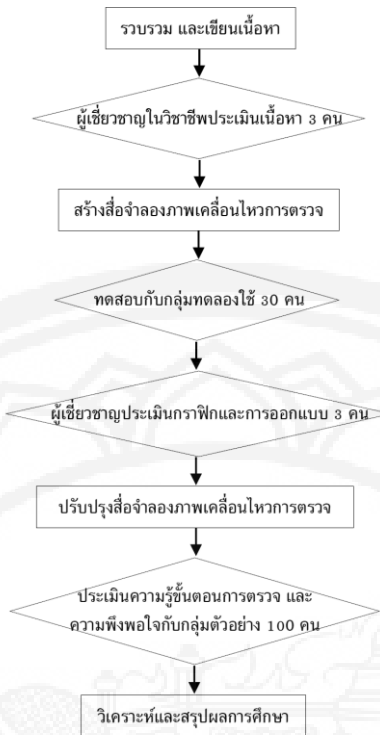 รวบรวม และเขียนเนื้อหา
ผู้เชี่ยวชาญในวิชาชีพประเมินเนื้อหา 3 คน
สร้างสื่อจำลองภาพเคลื่อนไหวการตรวจ
ทดสอบกับกลุ่มทดลองใช้ 30 คน
ผู้เชี่ยวชาญประเมินกราฟิกและการออกแบบ 3 คน
ปรับปรุงสื่อจำลองภาพเคลื่อนไหวการตรวจ
ประเมินความรู้ขั้นตอนการตรวจ และ
ความพึงพอใจกับกลุ่มตัวอย่าง 100 คน
วิเคราะห์และสรุปผลการศึกษา